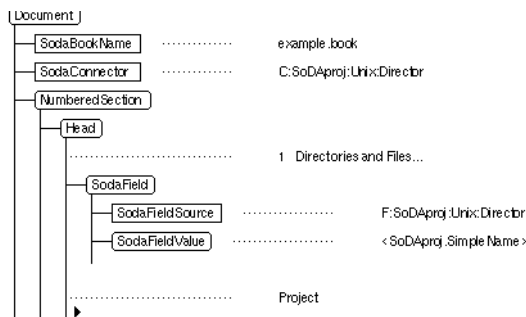 Document
SodaBookName example.book
SodaConnector C:SoDAproj:Unix:Director
NumberedSection
Head
1 Directories and Files...
SodaField
SodaFieldSource F:SoDAproj:Unix:Director
SodaFieldValue <SoDAproj.SimpleName>
Project